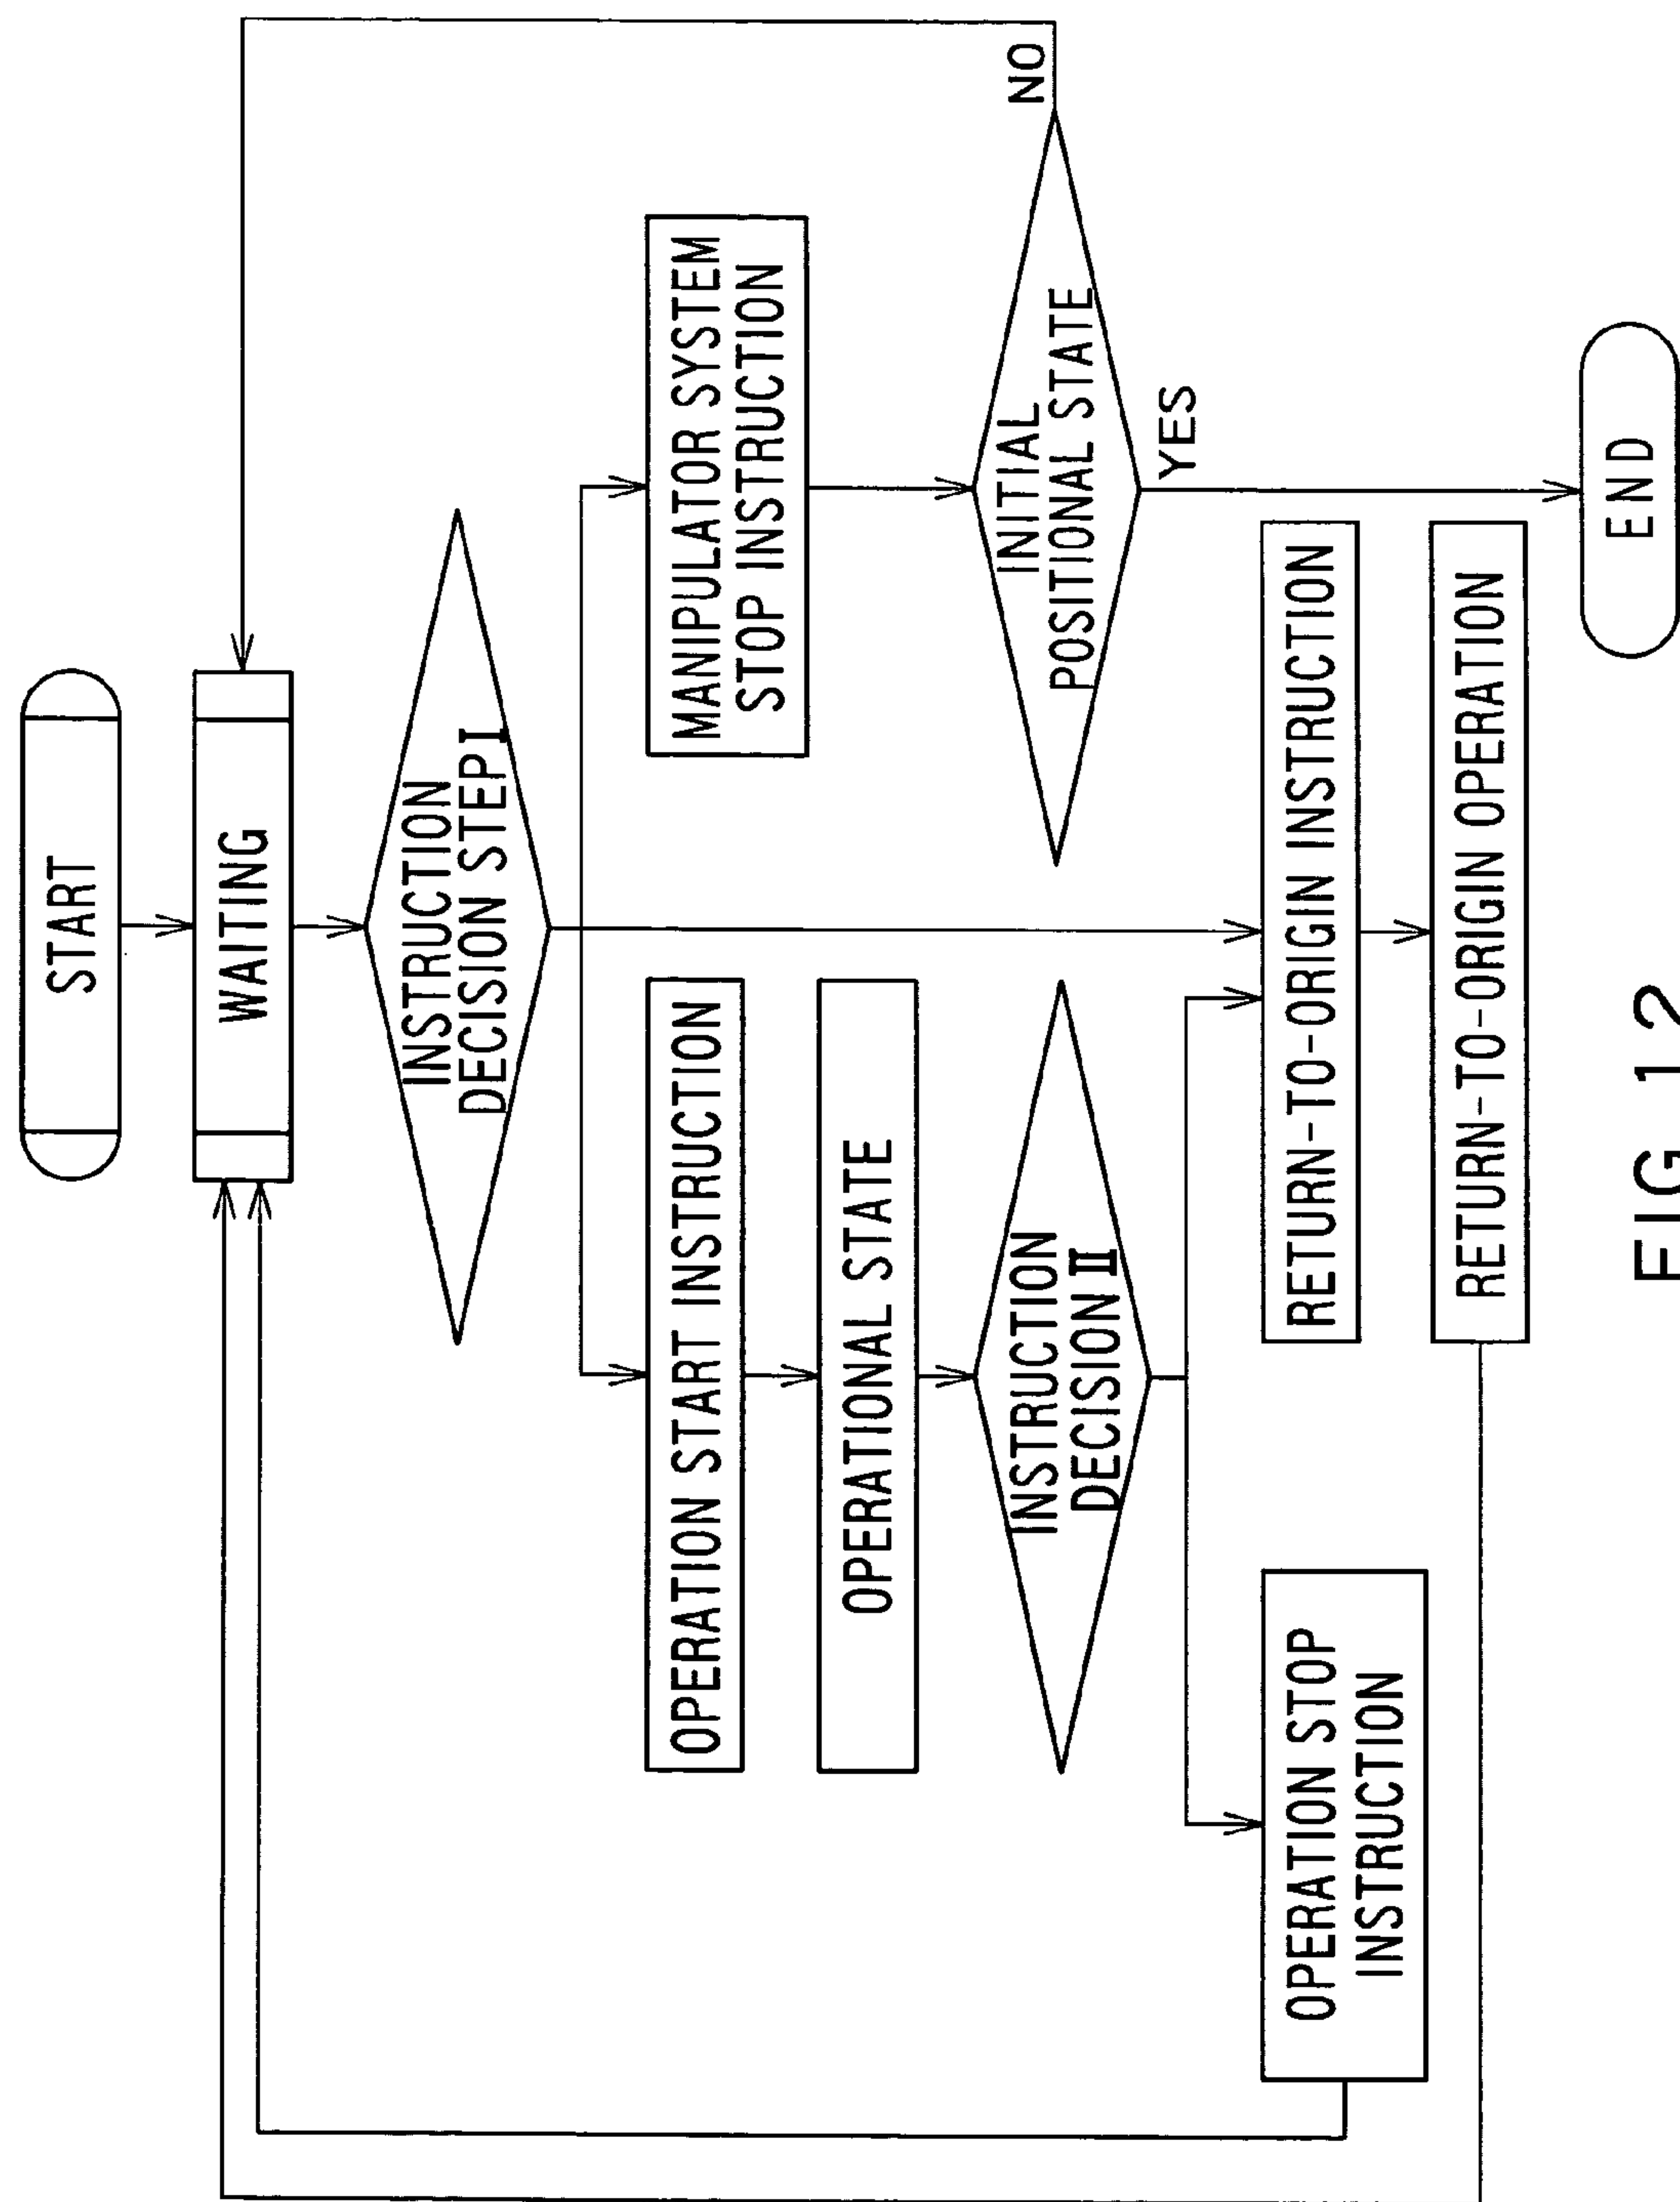 START
WAITING
INSTRUCTION
DECISION STEP I
OPERATION START INSTRUCTION
OPERATIONAL STATE
INSTRUCTION
DECISION II
OPERATION STOP
INSTRUCTION
MANIPULATOR SYSTEM
STOP INSTRUCTION
INITIAL
POSITIONAL STATE
NO
YES
RETURN-TO-ORIGIN INSTRUCTION
RETURN-TO-ORIGIN OPERATION
END
FIG.12